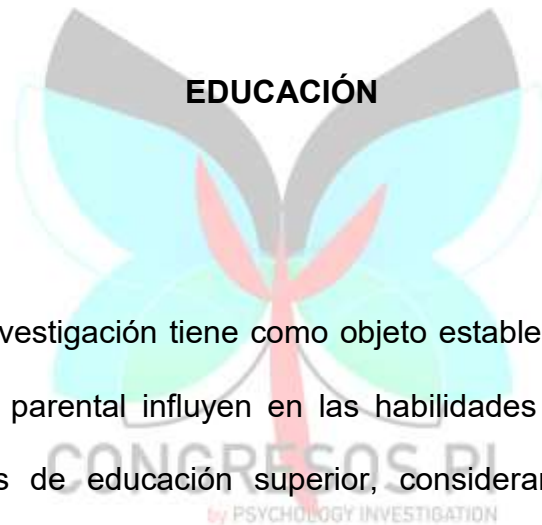 EDUCACIÓN
vestigación tiene como objeto estable
parental influyen en las habilidades
s de educación superior, considerar
CONGRESOS PI
by PSYCHOLOGY INVESTIGATION